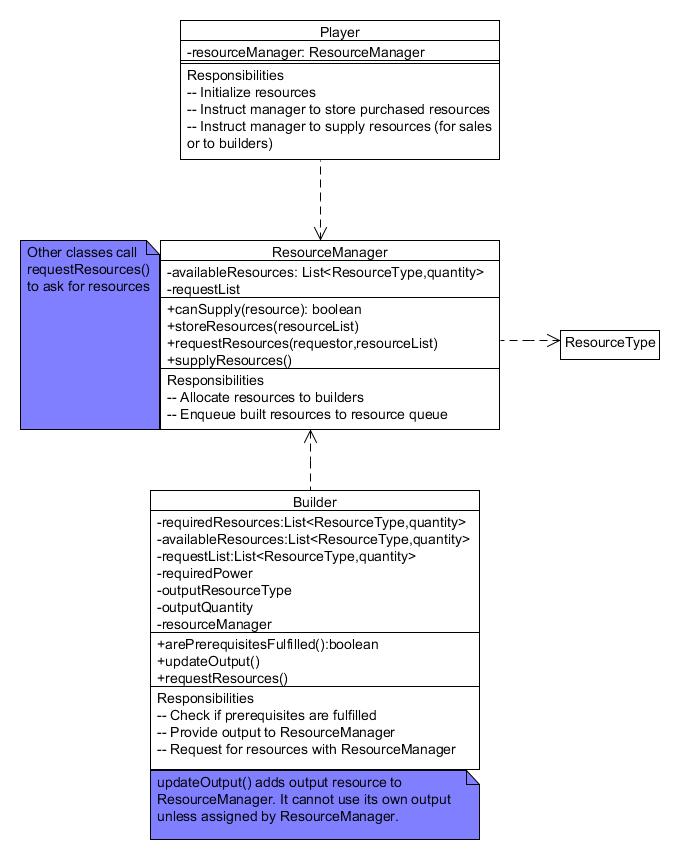 Player
-resourceManager: ResourceManager
Responsibilities
-- Initialize resources
-- Instruct manager to store purchased resources
-- Instruct manager to supply resources (for sales
or to builders)
Other classes call
requestResources()
to ask for resources
ResourceManager
-availableResources: List<ResourceType,quantity>
-requestList
+canSupply(resource): boolean
+storeResources(resourceList)
+requestResources(requestor,resourceList)
+supplyResources()
Responsibilities
-- Allocate resources to builders
-- Enqueue built resources to resource queue
ResourceType
Builder
-requiredResources:List<ResourceType,quantity>
-availableResources:List<ResourceType,quantity>
-requestList:List<ResourceType,quantity>
-requiredPower
-outputResourceType
-outputQuantity
-resourceManager
+arePrerequisitesFulfilled():boolean
+updateOutput()
+requestResources()
Responsibilities
-- Check if prerequisites are fulfilled
-- Provide output to ResourceManager
-- Request for resources with ResourceManager
updateOutput() adds output resource to
ResourceManager. It cannot use its own output
unless assigned by ResourceManager.